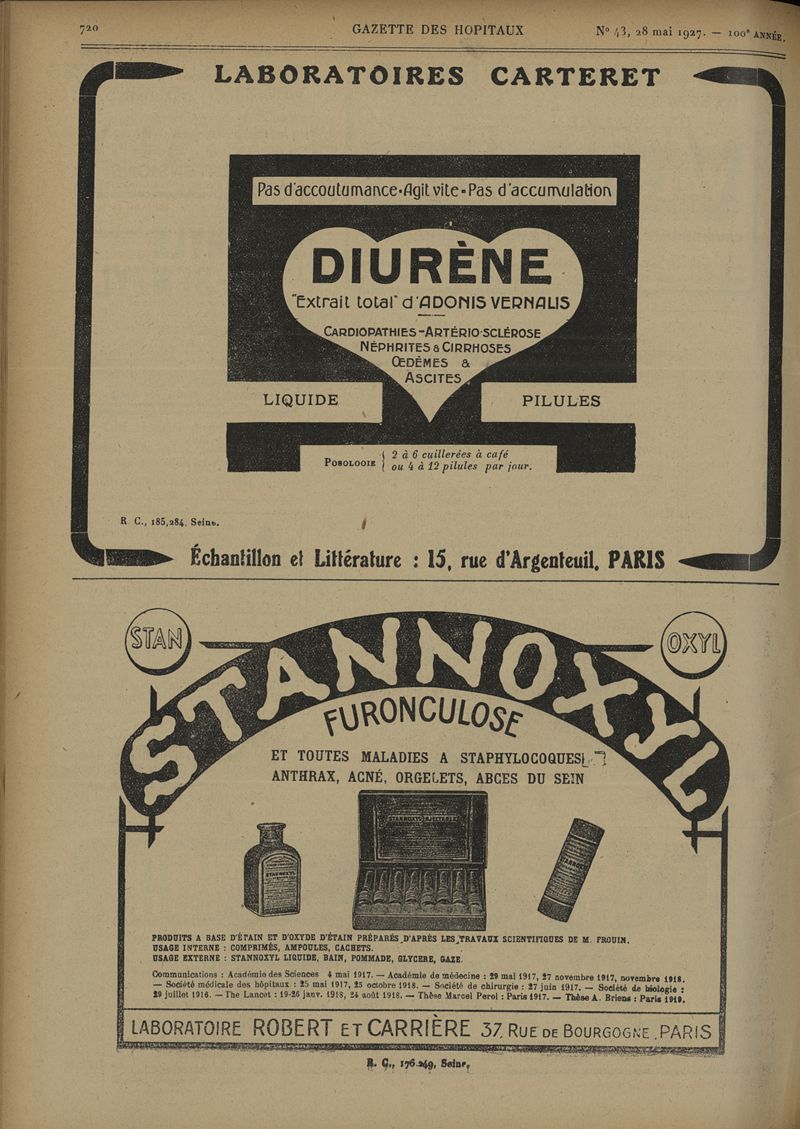 720 GAZETTE DES HOPITAUX N° 43, 28 mai 1927. — 100e ANNÉE.
LABORATOIRES CARTERET
Pas d'accoutumance-Agit vite-Pas d'accumulation
DIURÈNE
"Extrait total" d'ADONIS VERNALIS
CARDIOPATHIES-ARTÉRIO-SCLÉROSE
NÉPHRITES & CIRRHOSES
ŒDÈMES &
ASCITES
LIQUIDE PILULES
POSOLOGIE { 2 à 6 cuillerées à café
ou 4 à 12 pilules par jour.
R. C., 185,284. Seine.
Échantillon et Littérature : 15, rue d'Argenteuil. PARIS
STAN OXYL
STANNOXYL
FURONCULOSE
ET TOUTES MALADIES A STAPHYLOCOQUES
ANTHRAX, ACNÉ, ORGELETS, ABCES DU SEIN
STANNOXYL INJECTABLE
STANNOXYL
STANNOXYL
PRODUITS A BASE D'ÉTAIN ET D'OXYDE D'ÉTAIN PRÉPARÉS D'APRÈS LES TRAVAUX SCIENTIFIQUES DE M. FROUIN.
USAGE INTERNE : COMPRIMÉS, AMPOULES, CACHETS.
USAGE EXTERNE : STANNOXYL LIQUIDE, BAIN, POMMADE, GLYCERE, GAZE.
Communications : Académie des Sciences 4 mai 1917. — Académie de médecine : 29 mai 1917, 27 novembre 1917, novembre 1918.
— Société médicale des hôpitaux : 25 mai 1917, 25 octobre 1918. — Société de chirurgie : 27 juin 1917. — Société de biologie :
29 juillet 1916. — The Lancet : 19-26 janv. 1918, 24 août 1918. — Thèse Marcel Perol : Paris 1917. — Thèse A. Briens : Paris 1919.
LABORATOIRE ROBERT ET CARRIÈRE 37, RUE DE BOURGOGNE. PARIS
R. C., 176.249, Seine.